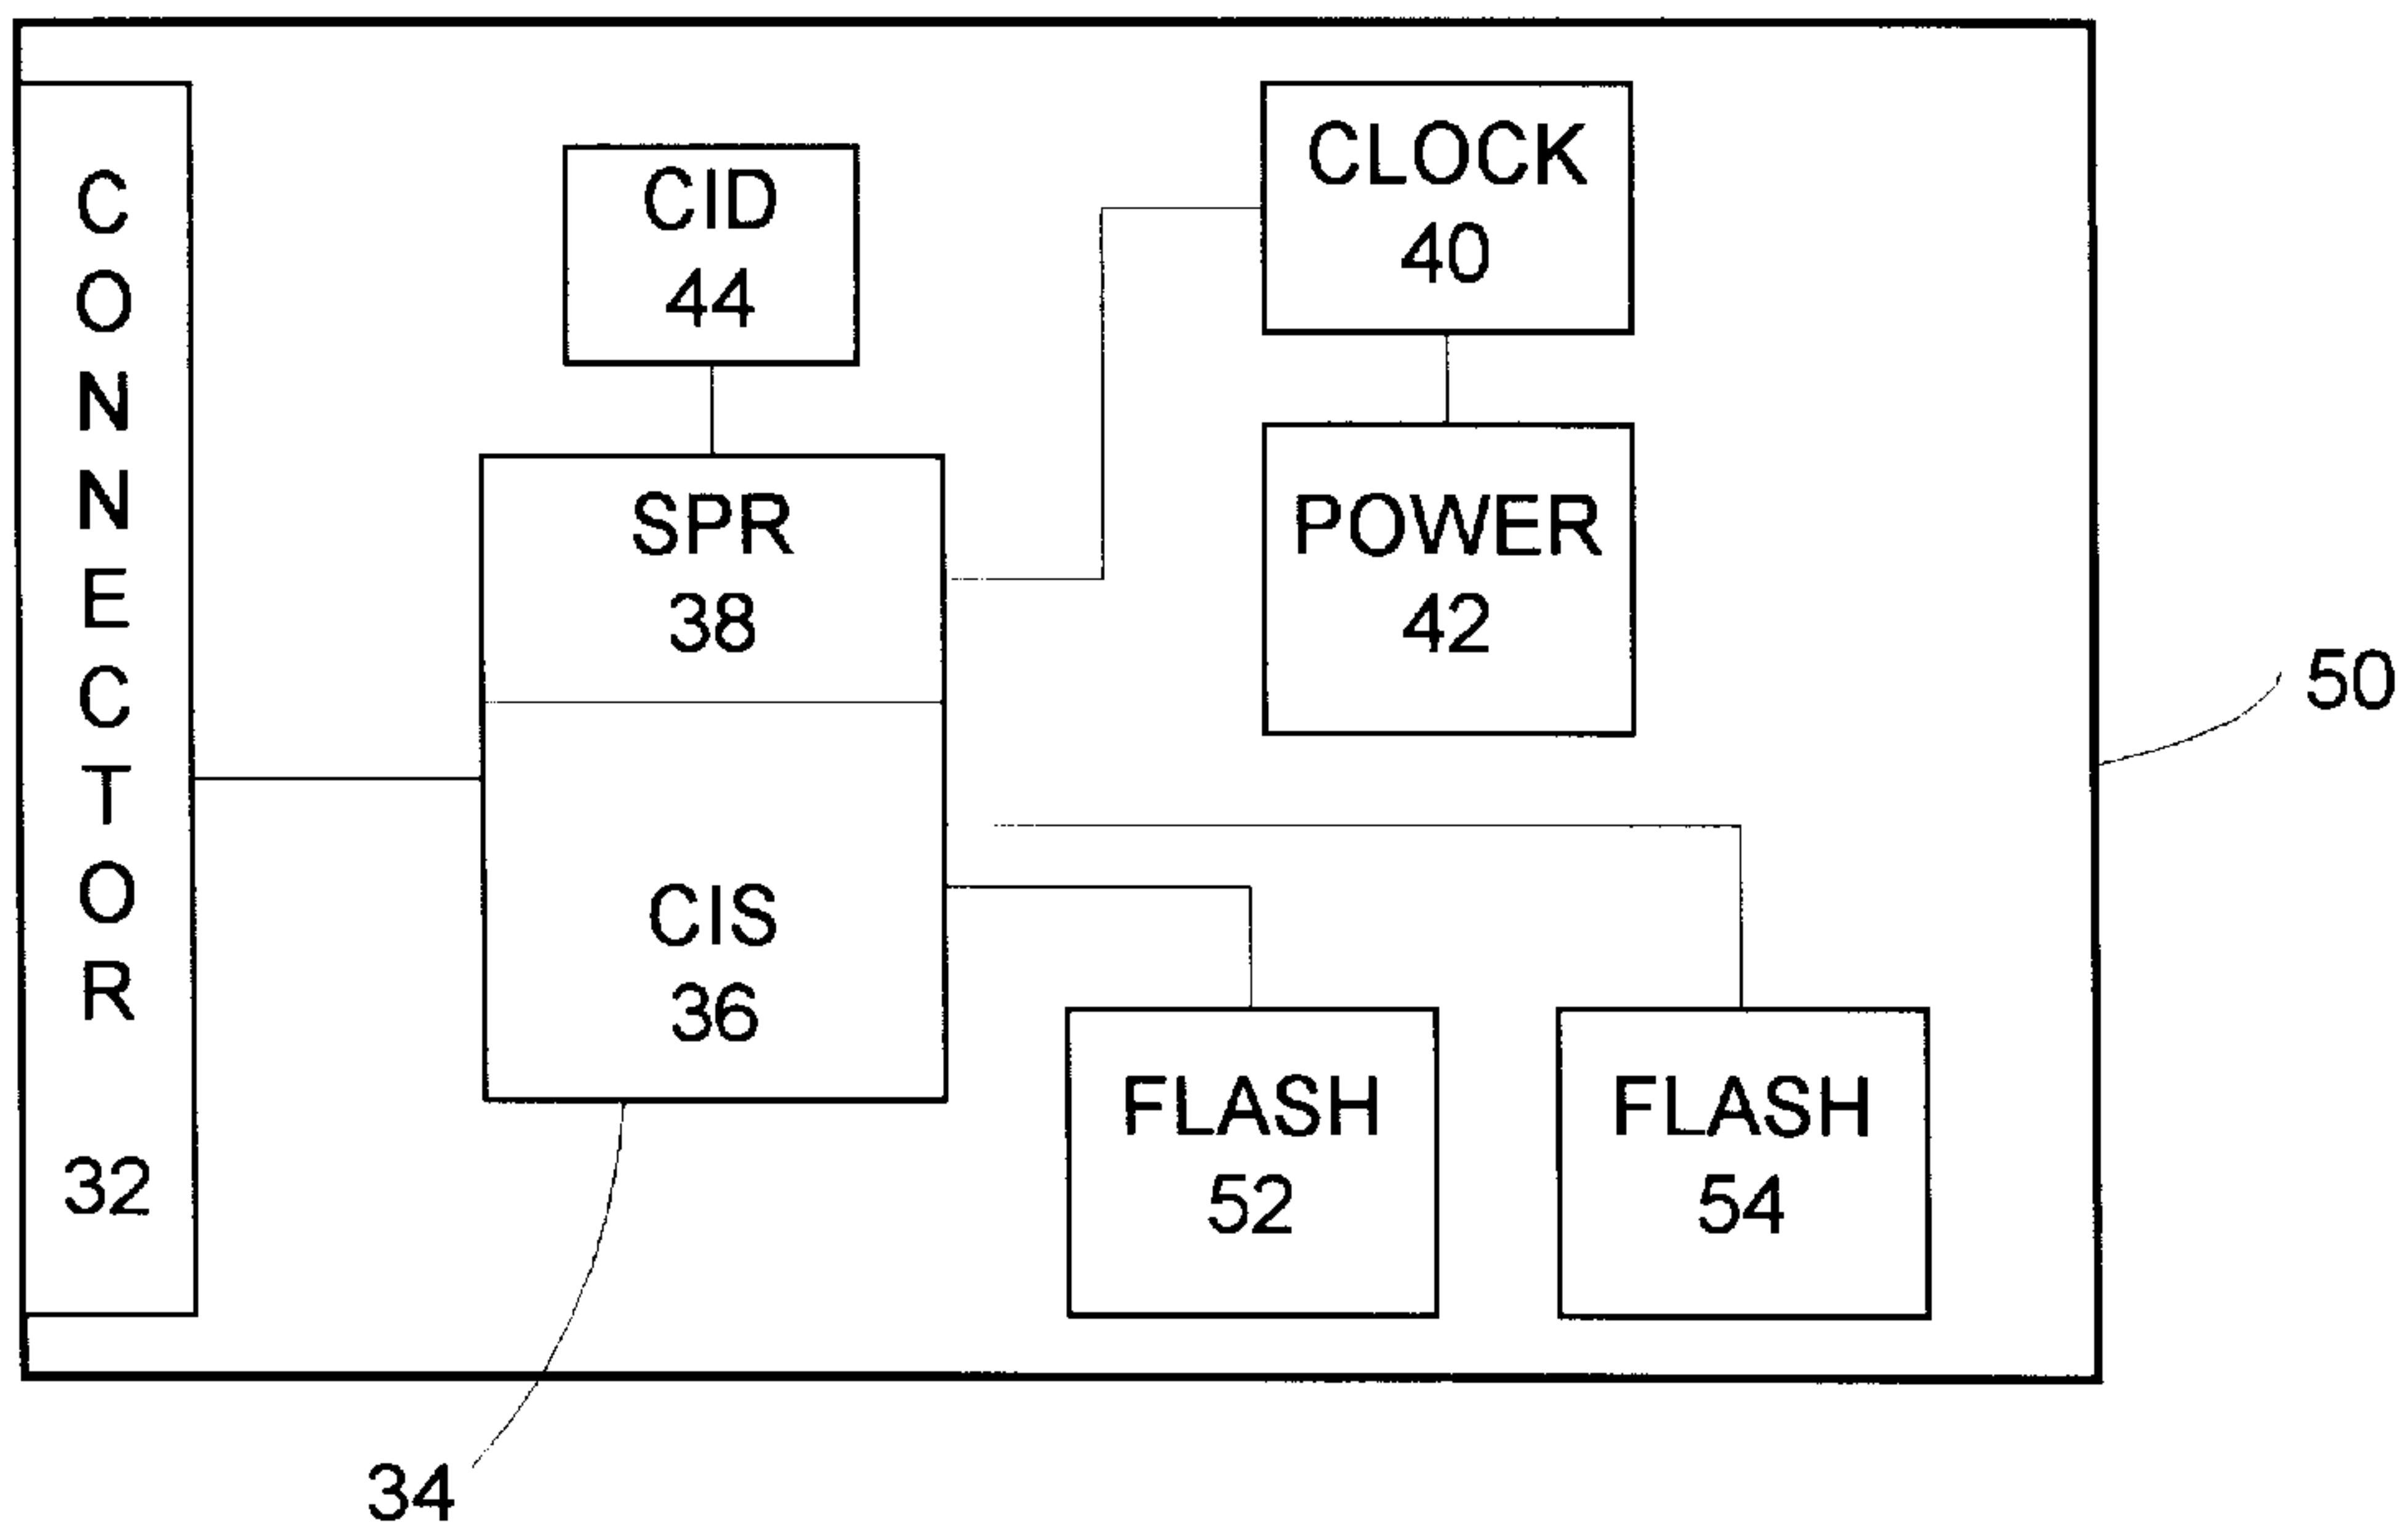 CONNECTOR
32
CID
44
CLOCK
40
SPR
38
POWER
42
50
CIS
36
FLASH
52
FLASH
54
34